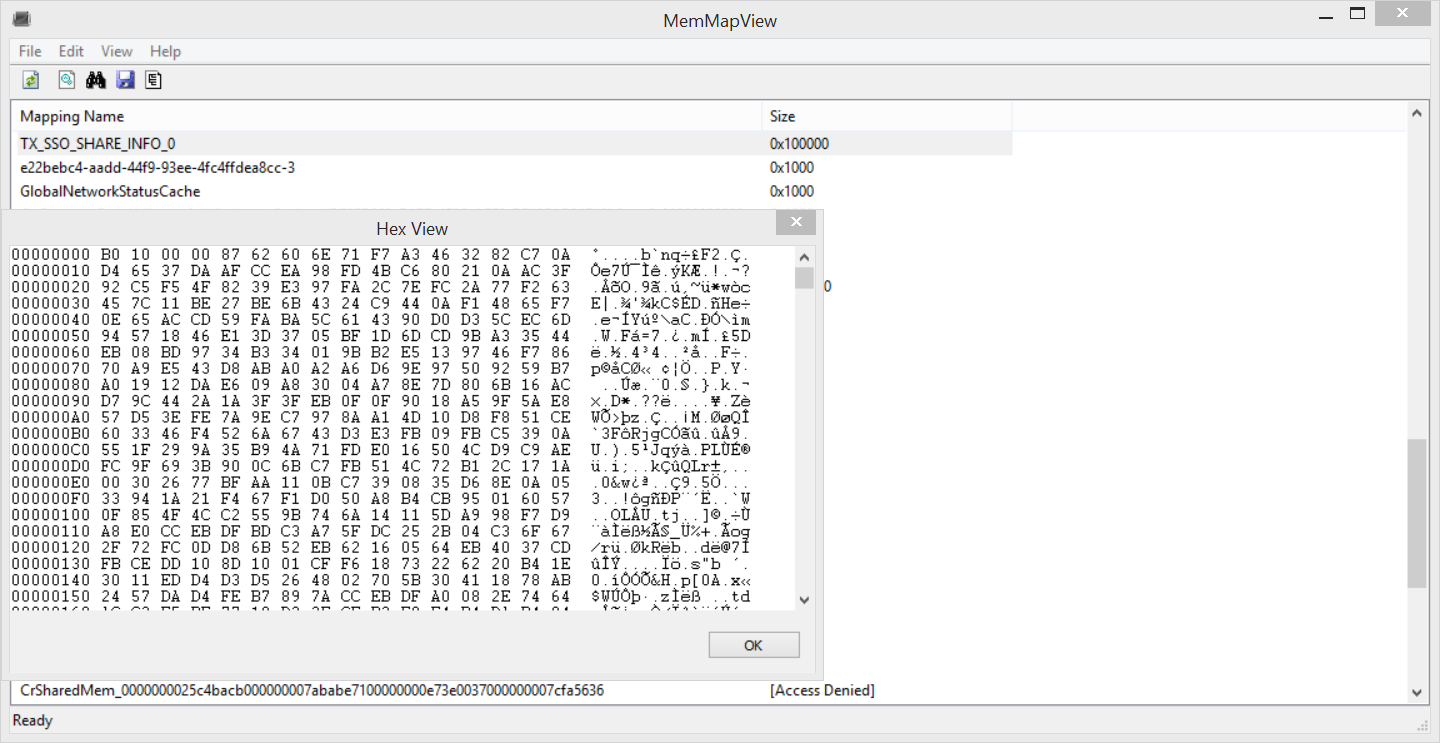 MemMapView
File Edit View Help
Mapping Name Size
TX_SSO_SHARE_INFO_0 0x100000
e22bebc4-aadd-44f9-93ee-4fc4ffdea8cc-3 0x1000
GlobalNetworkStatusCache 0x1000
Hex View
00000000 B0 10 00 00 87 62 60 6E 71 F7 A3 46 32 82 C7 0A °....b`nq÷£F2.Ç.
00000010 D4 65 37 DA AF CC EA 98 FD 4B C6 80 21 0A AC 3F Ôe7Ú¯Ìê.ýKÆ.!.¬?
00000020 92 C5 F5 4F 82 39 E3 97 FA 2C 7E FC 2A 77 F2 63 .ÅõO.9ã.ú,~ü*wòc
00000030 45 7C 11 BE 27 BE 6B 43 24 C9 44 0A F1 48 65 F7 E|.¾'¾kC$ÉD.ñHe÷
00000040 0E 65 AC CD 59 FA BA 5C 61 43 90 D0 D3 5C EC 6D .e¬ÍYúº\aC.ÐÓ\ìm
00000050 94 57 18 46 E1 3D 37 05 BF 1D 6D CD 9B A3 35 44 .W.Fá=7.¿.mÍ.£5D
00000060 EB 08 BD 97 34 B3 34 01 9B B2 E5 13 97 46 F7 86 ë.½.4³4..²å..F÷.
00000070 70 A9 E5 43 D8 AB A0 A2 A6 D6 9E 97 50 92 59 B7 p©åCØ« ¢¦Ö..P.Y·
00000080 A0 19 12 DA E6 09 A8 30 04 A7 8E 7D 80 6B 16 AC  ..Úæ.¨0.§.}.k.¬
00000090 D7 9C 44 2A 1A 3F 3F EB 0F 0F 90 18 A5 9F 5A E8 ×.D*.??ë....¥.Zè
000000A0 57 D5 3E FE 7A 9E C7 97 8A A1 4D 10 D8 F8 51 CE WÕ>þz.Ç..¡M.ØøQÎ
000000B0 60 33 46 F4 52 6A 67 43 D3 E3 FB 09 FB C5 39 0A `3FôRjgCÓãû.ûÅ9.
000000C0 55 1F 29 9A 35 B9 4A 71 FD E0 16 50 4C D9 C9 AE U.).5¹Jqýà.PLÙÉ®
000000D0 FC 9F 69 3B 90 0C 6B C7 FB 51 4C 72 B1 2C 17 1A ü.i;..kÇûQLr±,..
000000E0 00 30 26 77 BF AA 11 0B C7 39 08 35 D6 8E 0A 05 .0&w¿ª..Ç9.5Ö...
000000F0 33 94 1A 21 F4 67 F1 D0 50 A8 B4 CB 95 01 60 57 3..!ôgñÐP¨´Ë..`W
00000100 0F 85 4F 4C C2 55 9B 74 6A 14 11 5D A9 98 F7 D9 ..OLÂU.tj..]©.÷Ù
00000110 A8 E0 CC EB DF BD C3 A7 5F DC 25 2B 04 C3 6F 67 ¨àÌëß½Ã§_Ü%+.Ãog
00000120 2F 72 FC 0D D8 6B 52 EB 62 16 05 64 EB 40 37 CD /rü.ØkRëb..dë@7Í
00000130 FB CE DD 10 8D 10 01 CF F6 18 73 22 62 20 B4 1E ûÎÝ....Ïö.s"b ´.
00000140 30 11 ED D4 D3 D5 26 48 02 70 5B 30 41 18 78 AB 0.íÔÓÕ&H.p[0A.x«
00000150 24 57 DA D4 FE B7 89 7A CC EB DF A0 08 2E 74 64 $WÚÔþ·.zÌëß ..td
0
OK
CrSharedMem_0000000025c4bacb000000007ababe7100000000e73e0037000000007cfa5636 [Access Denied]
Ready